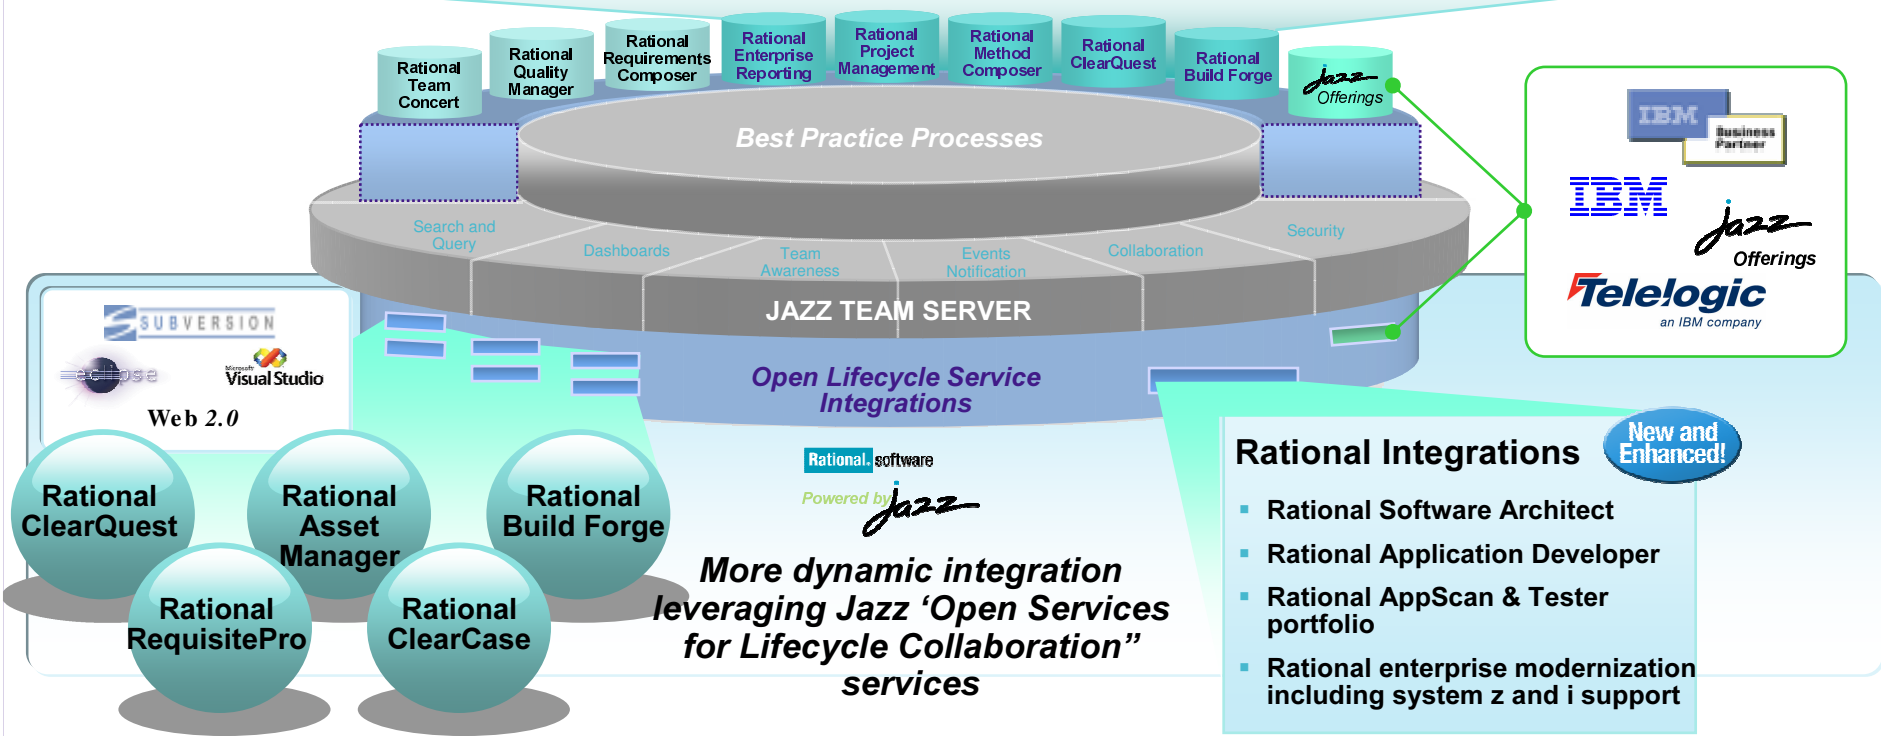 Rational
Team
Concert
Rational
Quality
Manager
Rational
Requirements
Composer
Rational
Enterprise
Reporting
Rational
Project
Management
Rational
Method
Composer
Rational
ClearQuest
Rational
Build Forge
jazz
Offerings
Best Practice Processes
Search and
Query
Dashboards
Team
Awareness
Events
Notification
Collaboration
Security
JAZZ TEAM SERVER
Open Lifecycle Service
Integrations
IBM
Business
Partner
IBM
jazz
Offerings
Telelogic
an IBM company
SUBVERSION
eclipse
Microsoft
Visual Studio
Web 2.0
Rational
ClearQuest
Rational
Asset
Manager
Rational
Build Forge
Rational
RequisitePro
Rational
ClearCase
Rational. software
Powered by
jazz
More dynamic integration
leveraging Jazz ‘Open Services
for Lifecycle Collaboration”
services
Rational Integrations
New and
Enhanced!
▪ Rational Software Architect
▪ Rational Application Developer
▪ Rational AppScan & Tester
portfolio
▪ Rational enterprise modernization
including system z and i support